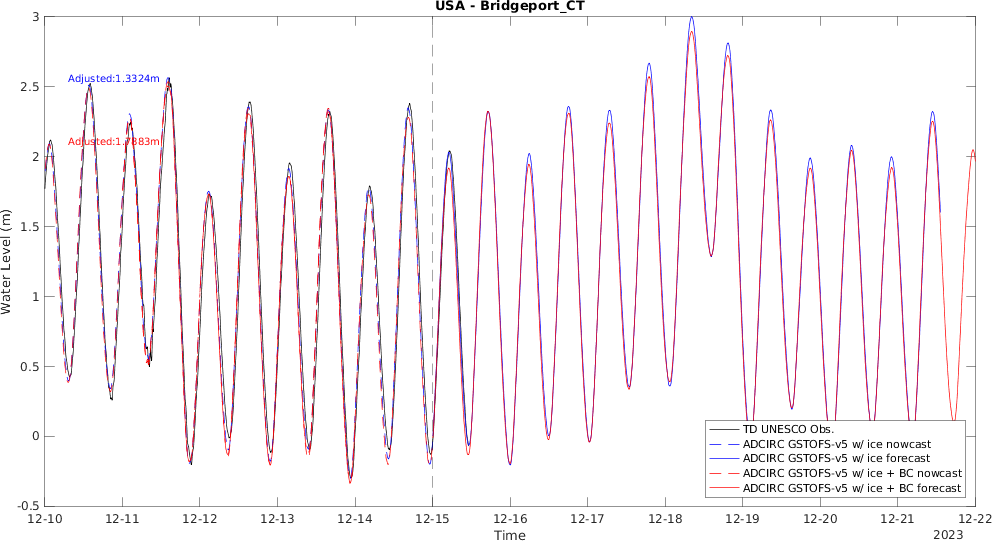 USA - Bridgeport_CT
3
2.5
2
1.5
1
0.5
0
-0.5
Water Level (m)
Adjusted:1.3324m
Adjusted:1.7883m
TD UNESCO Obs.
ADCIRC GSTOFS-v5 w/ ice nowcast
ADCIRC GSTOFS-v5 w/ ice forecast
ADCIRC GSTOFS-v5 w/ ice + BC nowcast
ADCIRC GSTOFS-v5 w/ ice + BC forecast
12-10 12-11 12-12 12-13 12-14 12-15 12-16 12-17 12-18 12-19 12-20 12-21 12-22
Time
2023